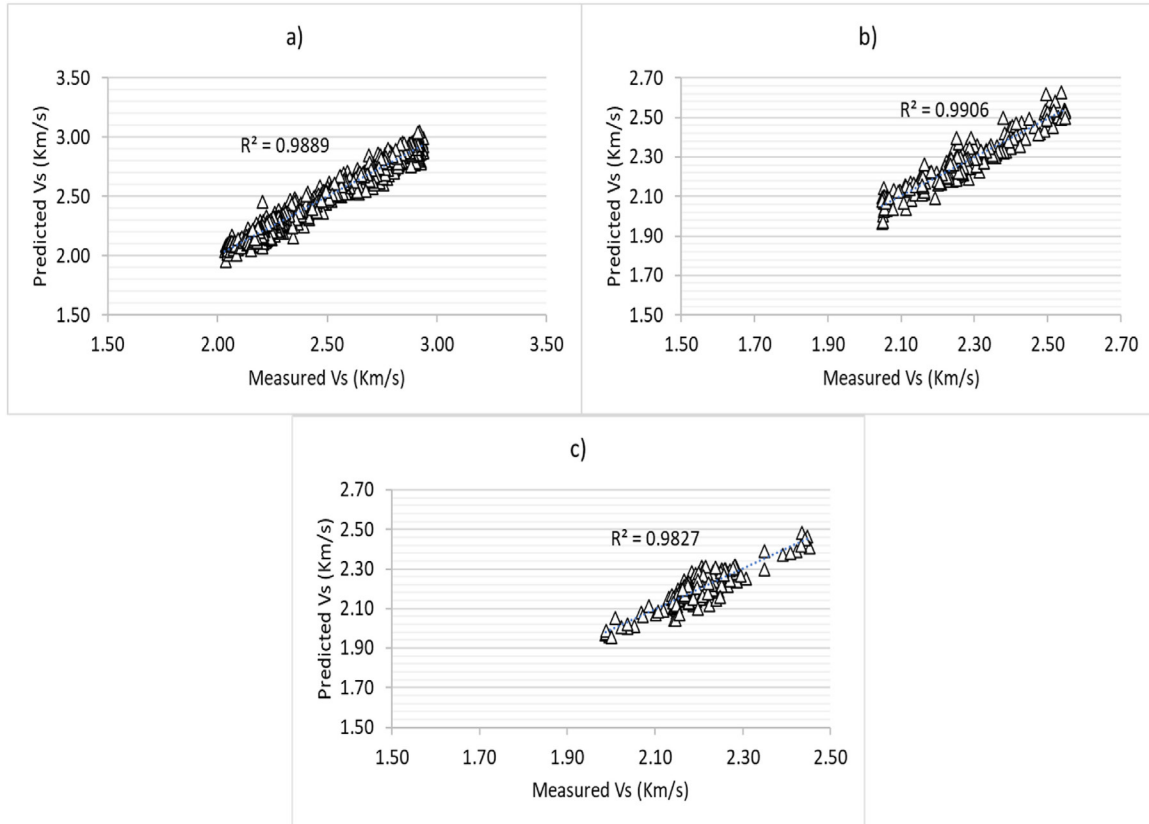 a)
3.50
3.00
2.50
2.00
1.50
Predicted Vs (Km/s)
R² = 0.9889
1.50 2.00 2.50 3.00 3.50
Measured Vs (Km/s)
b)
2.70
2.50
2.30
2.10
1.90
1.70
1.50
Predicted Vs (Km/s)
R² = 0.9906
1.50 1.70 1.90 2.10 2.30 2.50 2.70
Measured Vs (Km/s)
c)
2.70
2.50
2.30
2.10
1.90
1.70
1.50
Predicted Vs (Km/s)
R² = 0.9827
1.50 1.70 1.90 2.10 2.30 2.50
Measured Vs (Km/s)